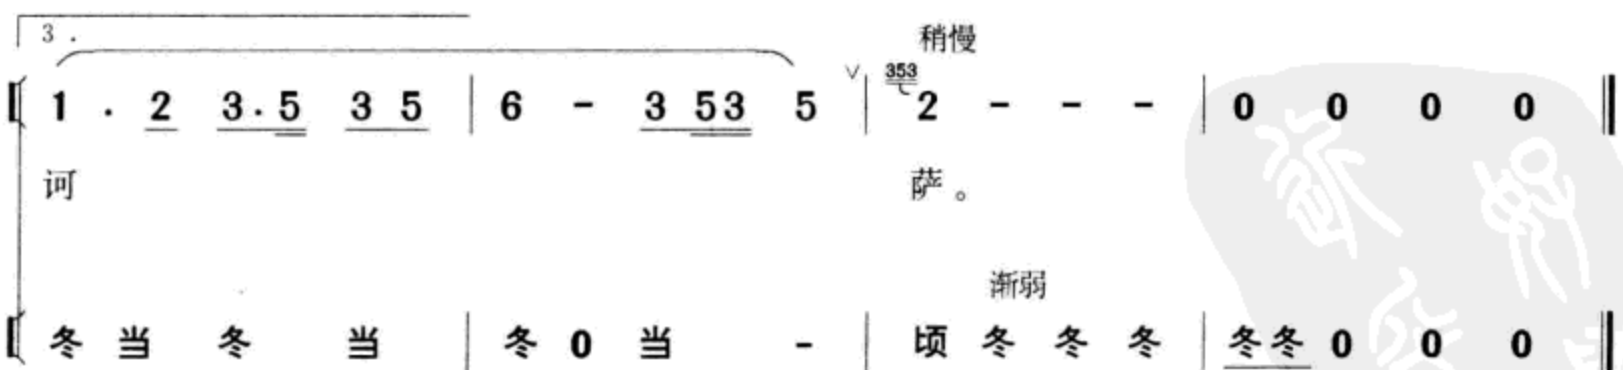 3.
稍慢
353
1 . 2 3.5 3 5 | 6 - 3 53 5 ∨ | 2 - - - | 0 0 0 0
诃 萨。
渐弱
冬 当 冬 当 | 冬 0 当 - | 顷 冬 冬 冬 | 冬冬 0 0 0